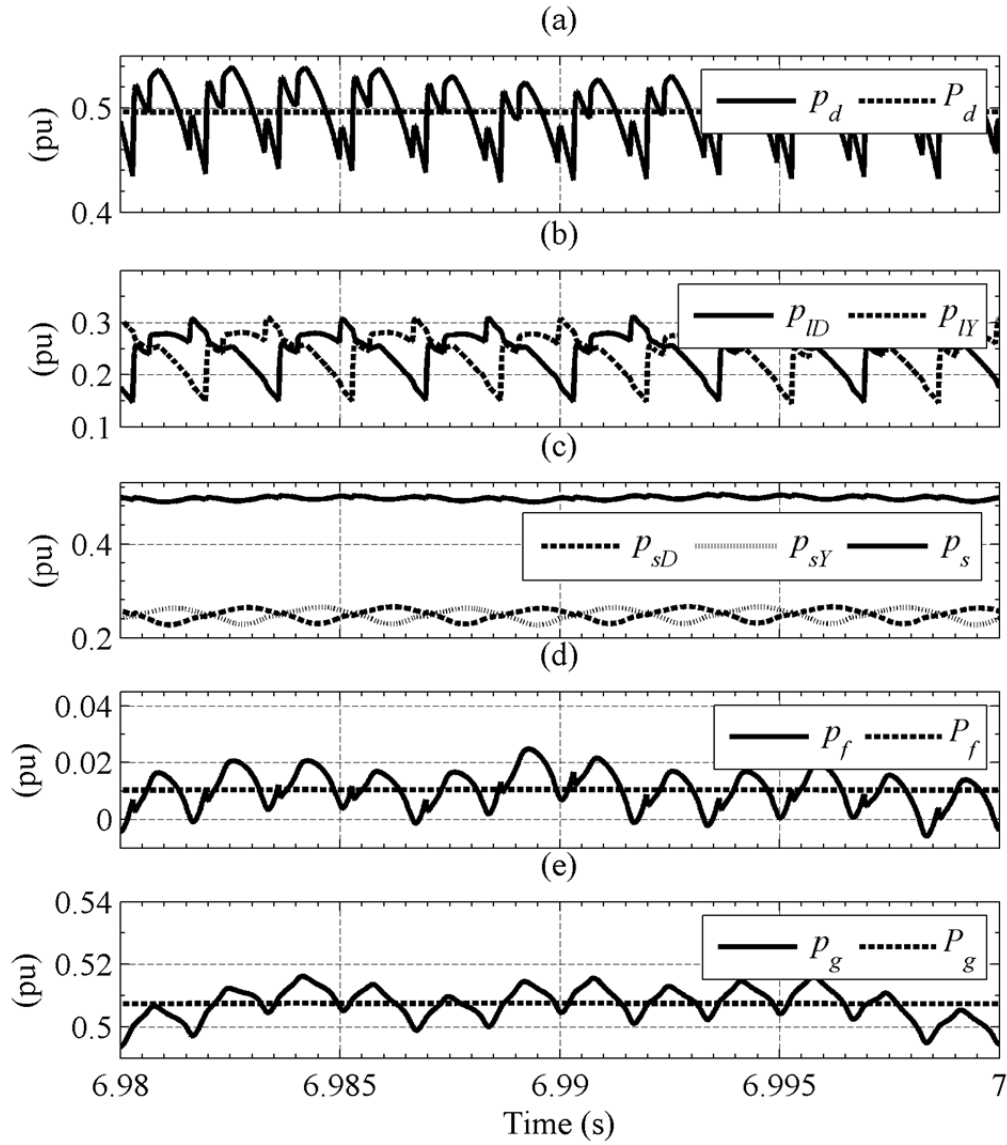 (a)
(pu)
0.5
0.4
p_d P_d
(b)
(pu)
0.3
0.2
0.1
p_lD p_lY
(c)
(pu)
0.4
0.2
p_sD p_sY p_s
(d)
(pu)
0.04
0.02
0
p_f P_f
(e)
(pu)
0.54
0.52
0.5
p_g P_g
6.98 6.985 6.99 6.995 7
Time (s)